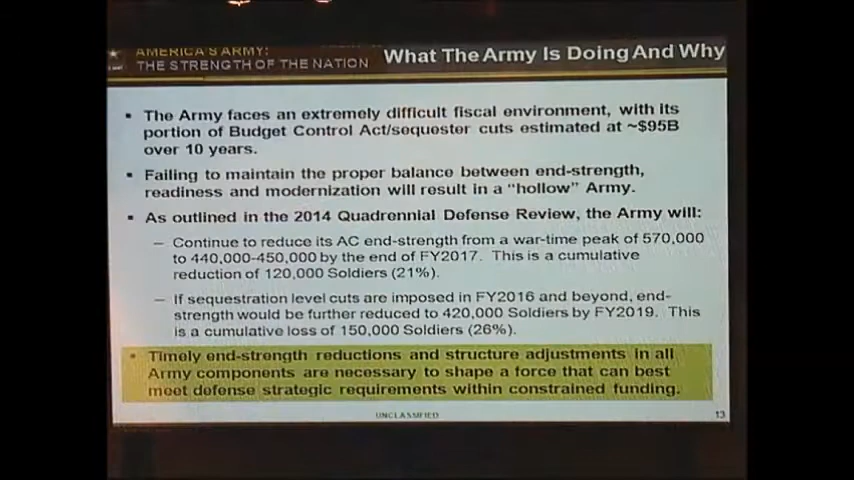 AMERICA'S ARMY:
THE STRENGTH OF THE NATION
What The Army Is Doing And Why
▪ The Army faces an extremely difficult fiscal environment, with its
portion of Budget Control Act/sequester cuts estimated at ~$95B
over 10 years.
▪ Failing to maintain the proper balance between end-strength,
readiness and modernization will result in a “hollow” Army.
▪ As outlined in the 2014 Quadrennial Defense Review, the Army will:
– Continue to reduce its AC end-strength from a war-time peak of 570,000
to 440,000-450,000 by the end of FY2017. This is a cumulative
reduction of 120,000 Soldiers (21%).
– If sequestration level cuts are imposed in FY2016 and beyond, end-
strength would be further reduced to 420,000 Soldiers by FY2019. This
is a cumulative loss of 150,000 Soldiers (26%).
▪ Timely end-strength reductions and structure adjustments in all
Army components are necessary to shape a force that can best
meet defense strategic requirements within constrained funding.
UNCLASSIFIED
13